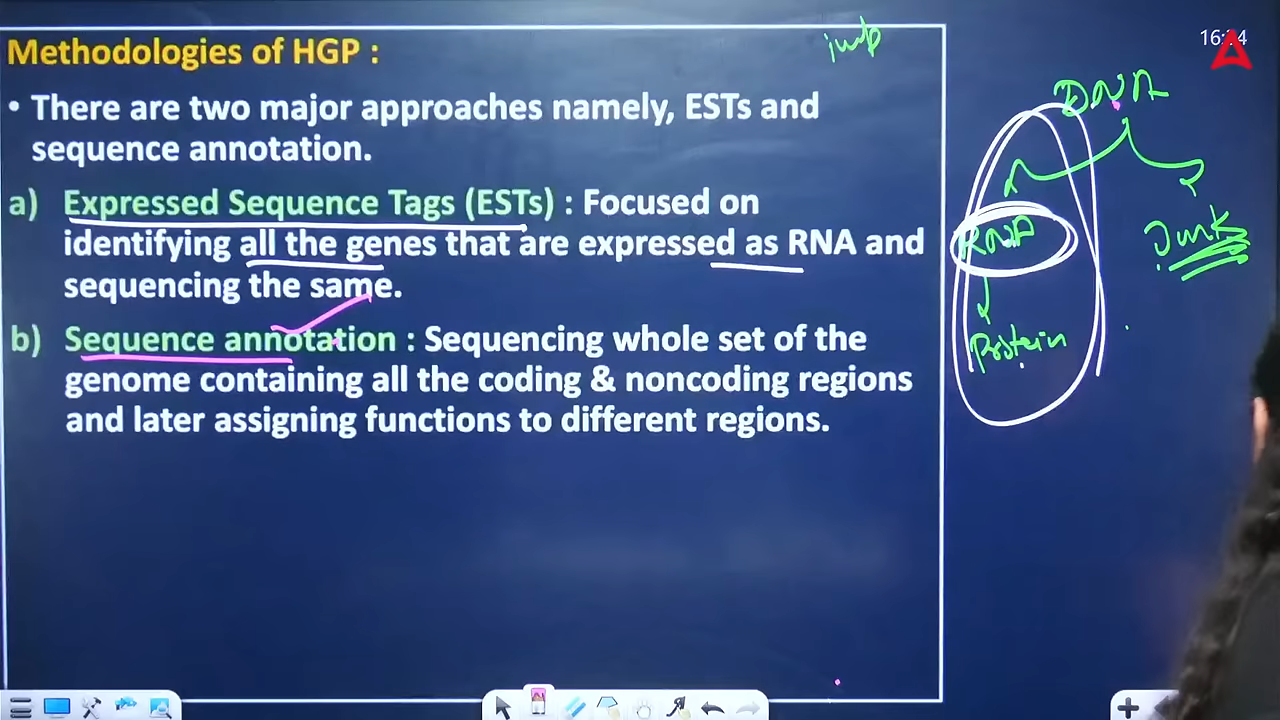 Methodologies of HGP :
imp
16:
• There are two major approaches namely, ESTs and
sequence annotation.
a) Expressed Sequence Tags (ESTs) : Focused on
identifying all the genes that are expressed as RNA and
sequencing the same.
b) Sequence annotation : Sequencing whole set of the
genome containing all the coding & noncoding regions
and later assigning functions to different regions.
DNA
RNA
Junk
Protein